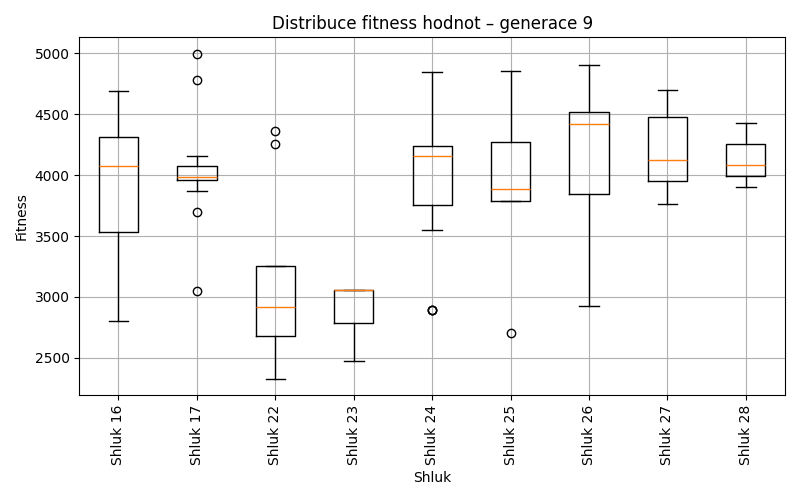 Distribuce fitness hodnot – generace 9
Fitness
5000
4500
4000
3500
3000
2500
Shluk 16
Shluk 17
Shluk 22
Shluk 23
Shluk 24
Shluk 25
Shluk 26
Shluk 27
Shluk 28
Shluk